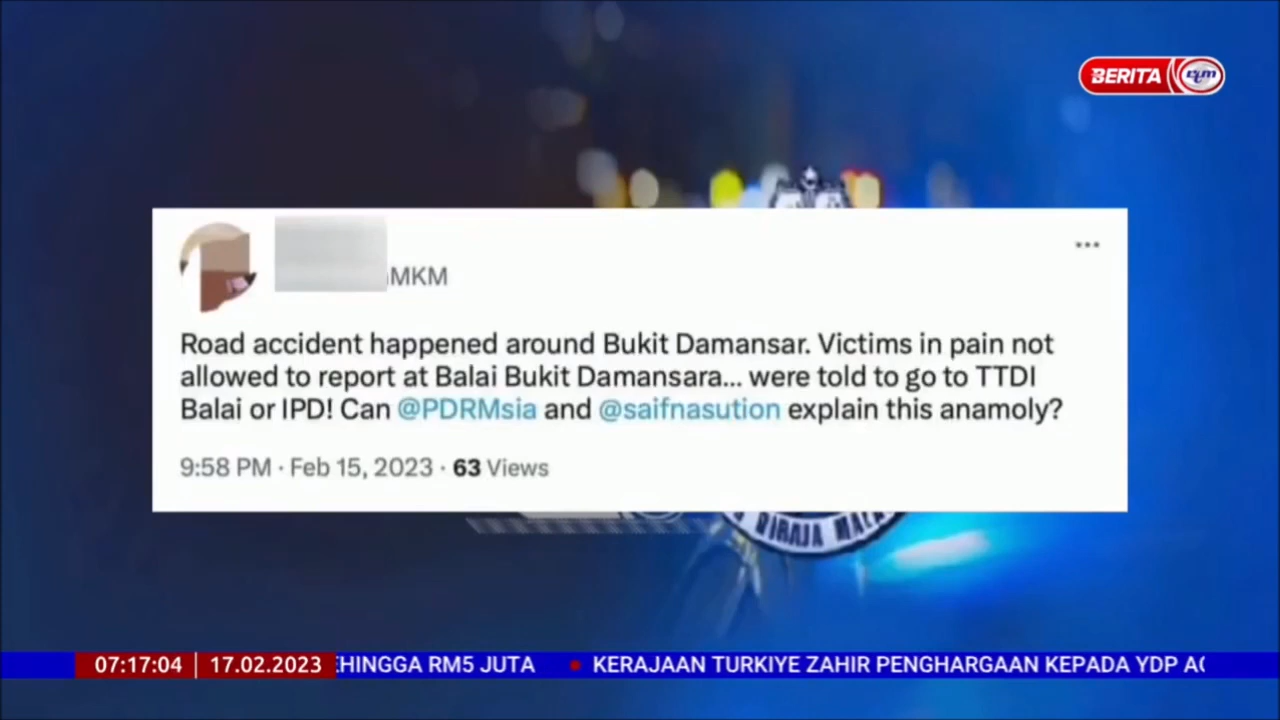 BERITA rtm
MKM
Road accident happened around Bukit Damansar. Victims in pain not
allowed to report at Balai Bukit Damansara... were told to go to TTDI
Balai or IPD! Can @PDRMsia and @saifnasution explain this anamoly?
9:58 PM · Feb 15, 2023 · 63 Views
DIRAJA
07:17:04 17.02.2023 EHINGGA RM5 JUTA • KERAJAAN TURKIYE ZAHIR PENGHARGAAN KEPADA YDP